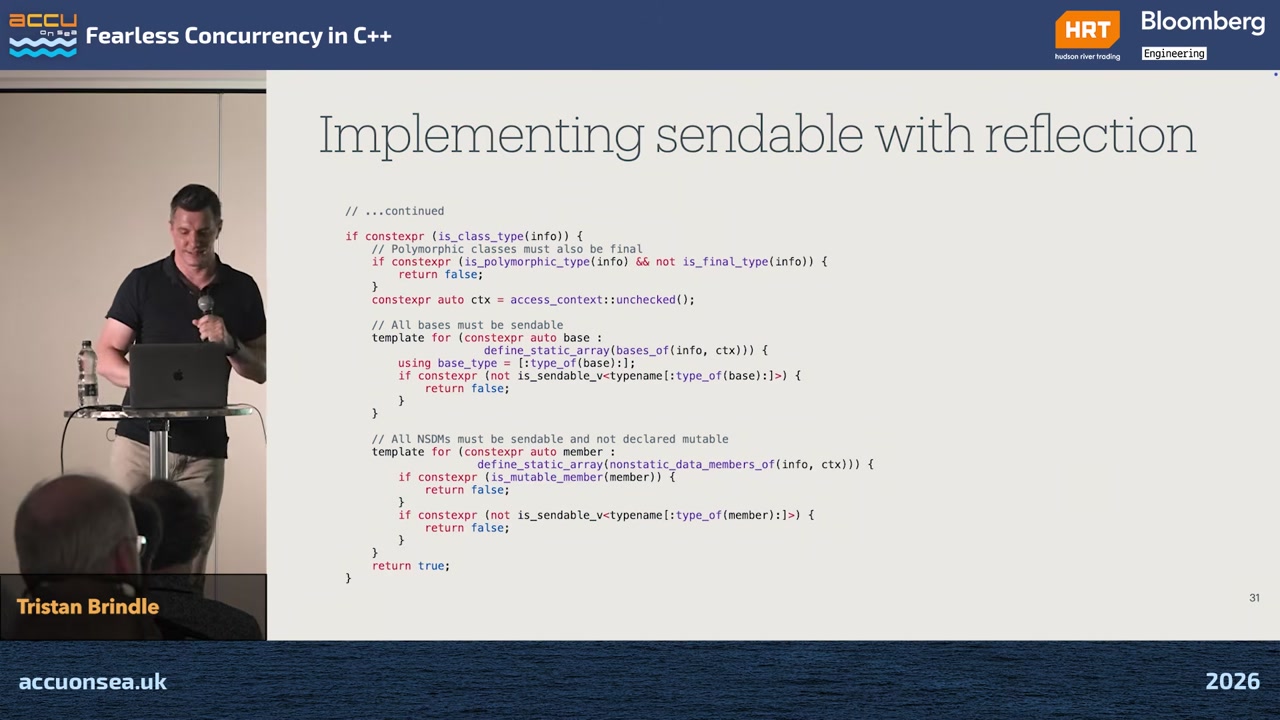 accu
on sea
Fearless Concurrency in C++
HRT
hudson river trading
Bloomberg
Engineering
Implementing sendable with reflection
// ...continued
if constexpr (is_class_type(info)) {
// Polymorphic classes must also be final
if constexpr (is_polymorphic_type(info) && not is_final_type(info)) {
return false;
}
constexpr auto ctx = access_context::unchecked();
// All bases must be sendable
template for (constexpr auto base :
define_static_array(bases_of(info, ctx))) {
using base_type = [:type_of(base):];
if constexpr (not is_sendable_v<typename[:type_of(base):]>) {
return false;
}
}
// All NSDMs must be sendable and not declared mutable
template for (constexpr auto member :
define_static_array(nonstatic_data_members_of(info, ctx))) {
if constexpr (is_mutable_member(member)) {
return false;
}
if constexpr (not is_sendable_v<typename[:type_of(member):]>) {
return false;
}
}
return true;
}
31
Tristan Brindle
accuonsea.uk
2026